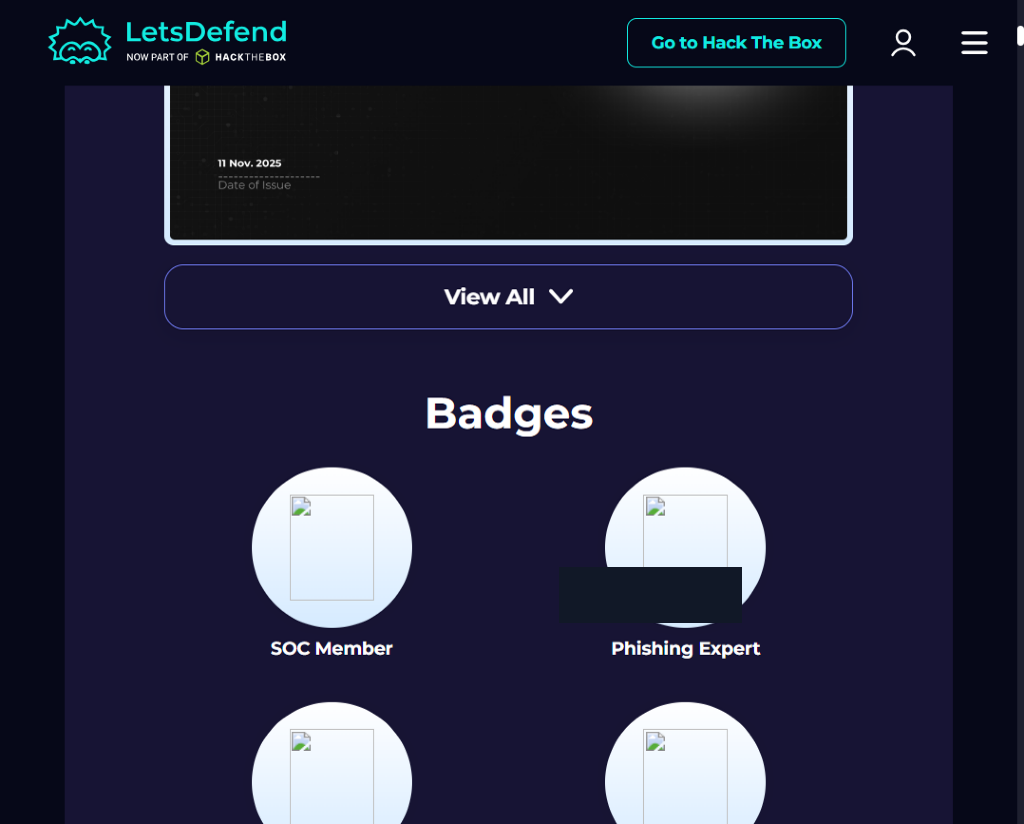 LetsDefend
NOW PART OF HACKTHEBOX
Go to Hack The Box
11 Nov. 2025
---------------------
Date of Issue
View All
Badges
SOC Member
Phishing Expert